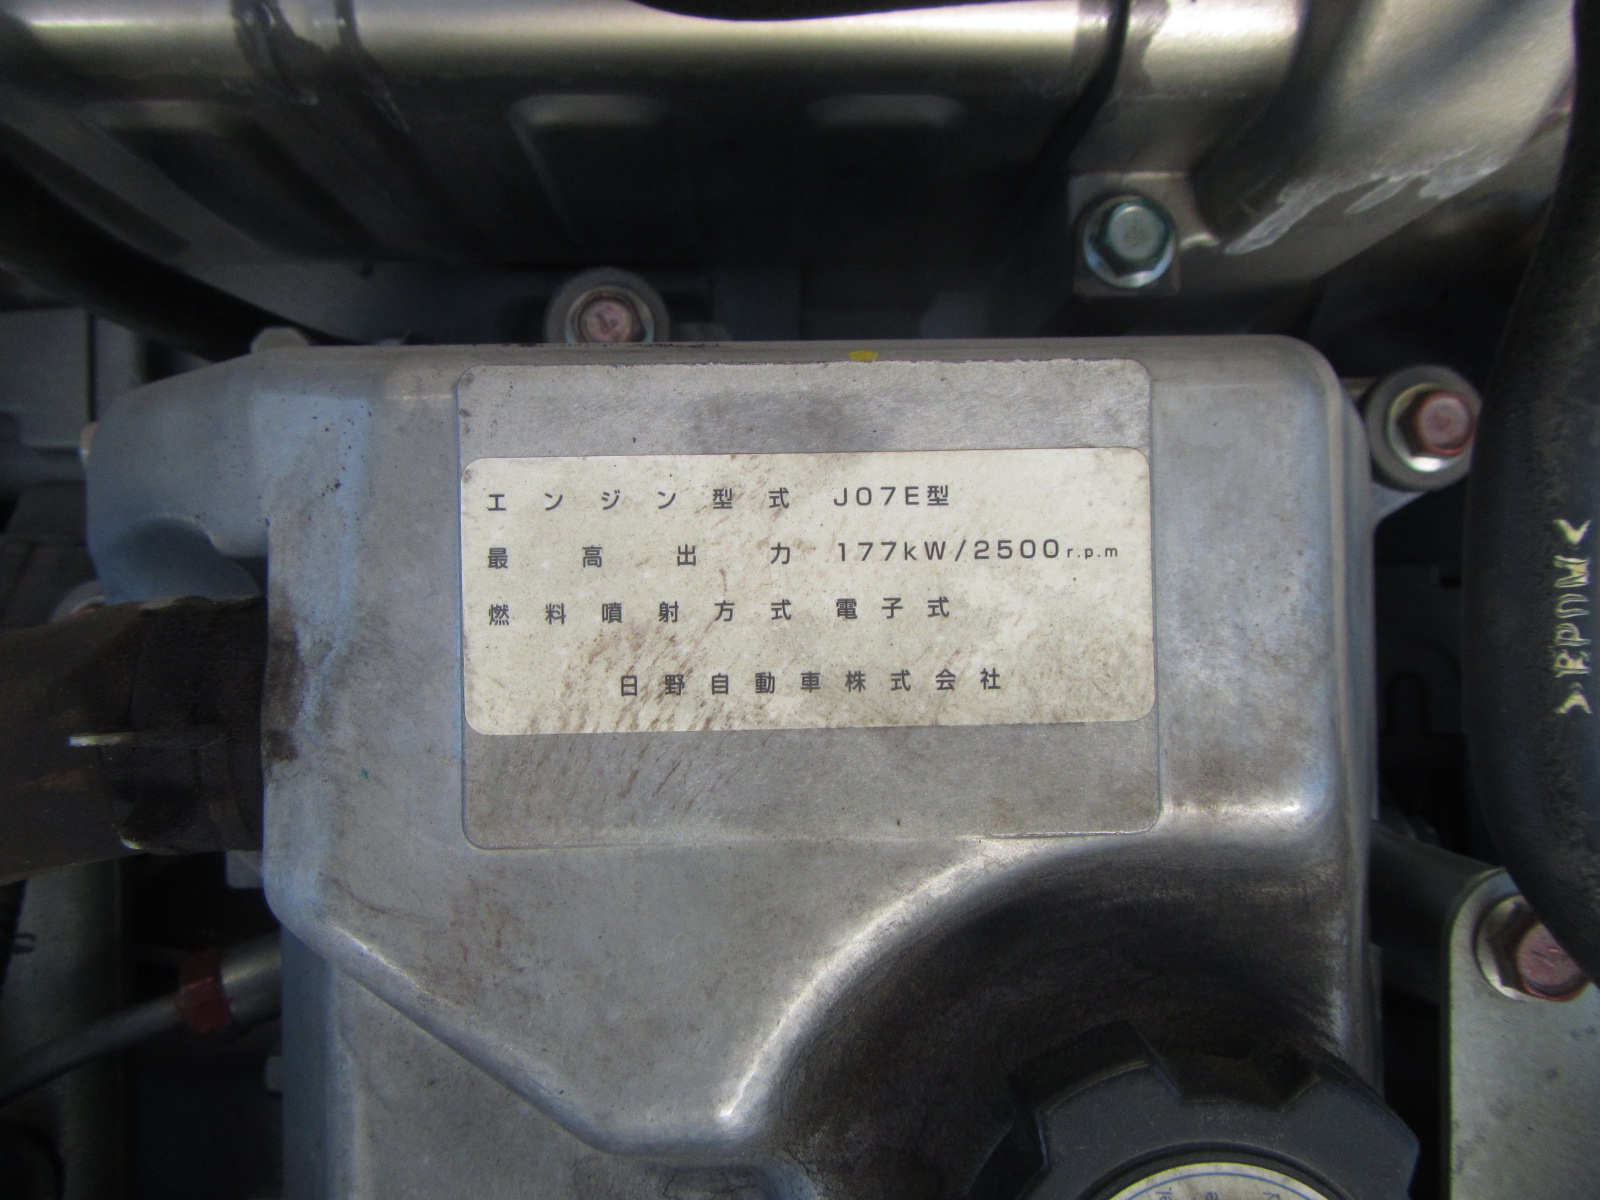 エンジン型式 J07E型
最高出力 177kW/2500r.p.m
燃料噴射方式 電子式
日野自動車株式会社
>EPDM<